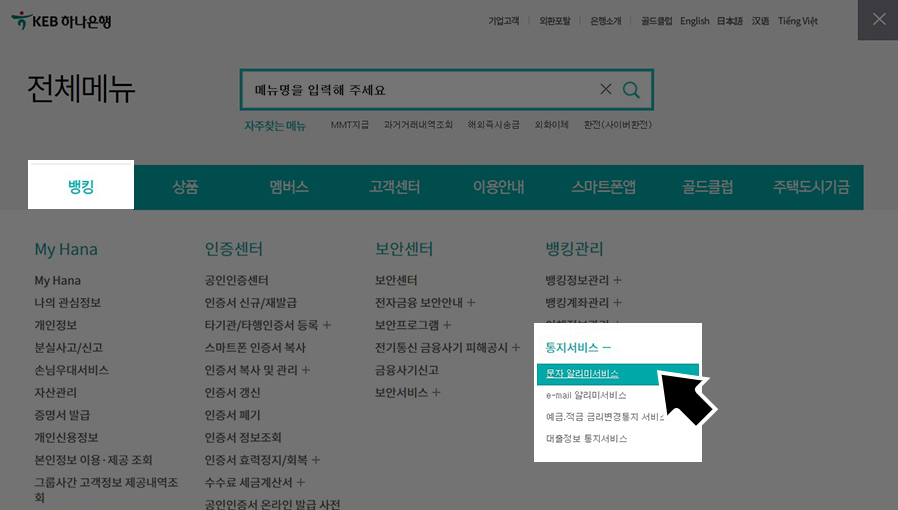 KEB 하나은행
기업고객 외환포탈 은행소개 골드클럽 English 日本語 汉语 Tiếng Việt
전체메뉴
메뉴명을 입력해 주세요
자주찾는 메뉴 MMT지급 과거거래내역조회 해외즉시송금 외화이체 환전(사이버환전)
뱅킹 상품 멤버스 고객센터 이용안내 스마트폰앱 골드클럽 주택도시기금
My Hana
My Hana
나의 관심정보
개인정보
분실사고/신고
손님우대서비스
자산관리
증명서 발급
개인신용정보
본인정보 이용·제공 조회
그룹사간 고객정보 제공내역조
회
인증센터
공인인증센터
인증서 신규/재발급
타기관/타행인증서 등록 +
스마트폰 인증서 복사
인증서 복사 및 관리 +
인증서 갱신
인증서 폐기
인증서 정보조회
인증서 효력정지/회복 +
수수료 세금계산서 +
공인인증서 온라인 발급 사전
보안센터
보안센터
전자금융 보안안내 +
보안프로그램 +
전기통신 금융사기 피해공시 +
금융사기신고
보안서비스 +
뱅킹관리
뱅킹정보관리 +
뱅킹계좌관리 +
통지서비스 −
문자 알리미서비스
e-mail 알리미서비스
예금.적금 금리변경통지 서비스
대출정보 통지서비스